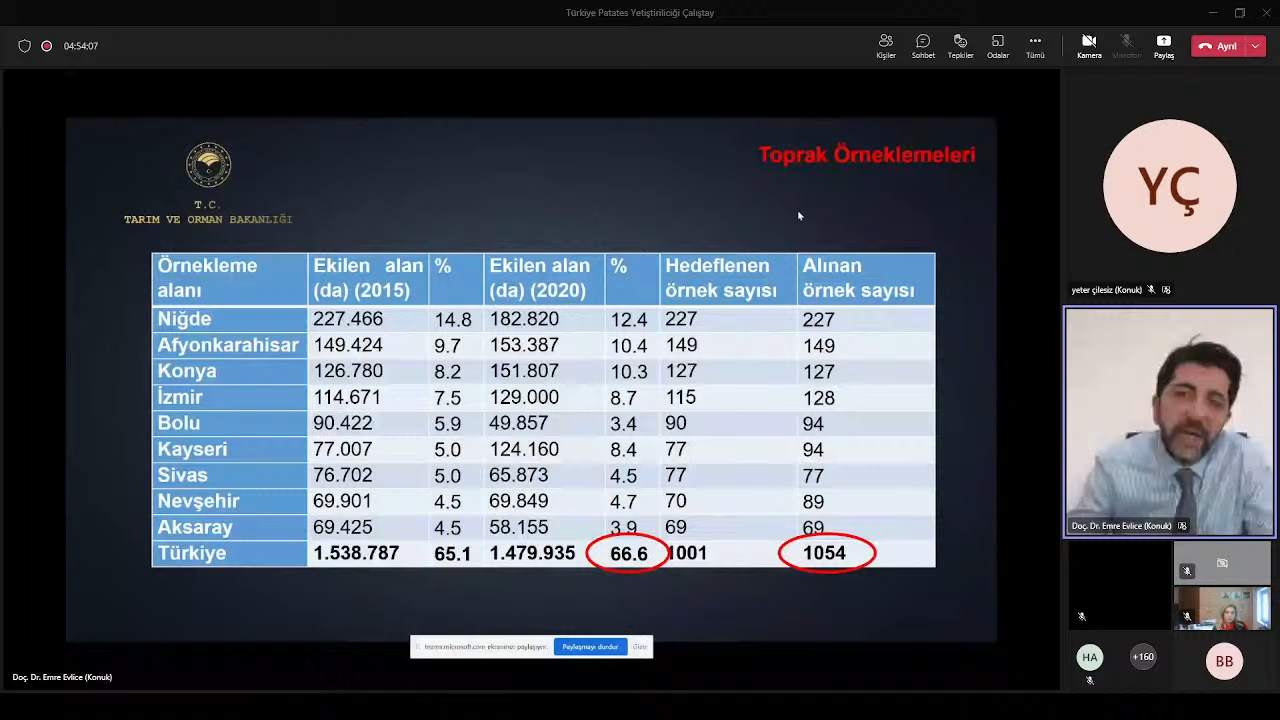 Türkiye Patates Yetiştiriciliği Çalıştay
04:54:07
Kişiler
Sohbet
Tepkiler
Odalar
Tümü
Kamera
Mikrofon
Paylaş
Ayrıl
T.C.
TARIM VE ORMAN BAKANLIĞI
Toprak Örneklemeleri
Örnekleme alanı Ekilen alan (da) (2015) % Ekilen alan (da) (2020) % Hedeflenen örnek sayısı Alınan örnek sayısı
Niğde 227.466 14.8 182.820 12.4 227 227
Afyonkarahisar 149.424 9.7 153.387 10.4 149 149
Konya 126.780 8.2 151.807 10.3 127 127
İzmir 114.671 7.5 129.000 8.7 115 128
Bolu 90.422 5.9 49.857 3.4 90 94
Kayseri 77.007 5.0 124.160 8.4 77 94
Sivas 76.702 5.0 65.873 4.5 77 77
Nevşehir 69.901 4.5 69.849 4.7 70 89
Aksaray 69.425 4.5 58.155 3.9 69 69
Türkiye 1.538.787 65.1 1.479.935 66.6 1001 1054
teams.microsoft.com ekranınızı paylaşıyor.
Paylaşmayı durdur
Gizle
Doç. Dr. Emre Evlice (Konuk)
YÇ
yeter çilesiz (Konuk)
Doç. Dr. Emre Evlice (Konuk)
HA
+160
BB